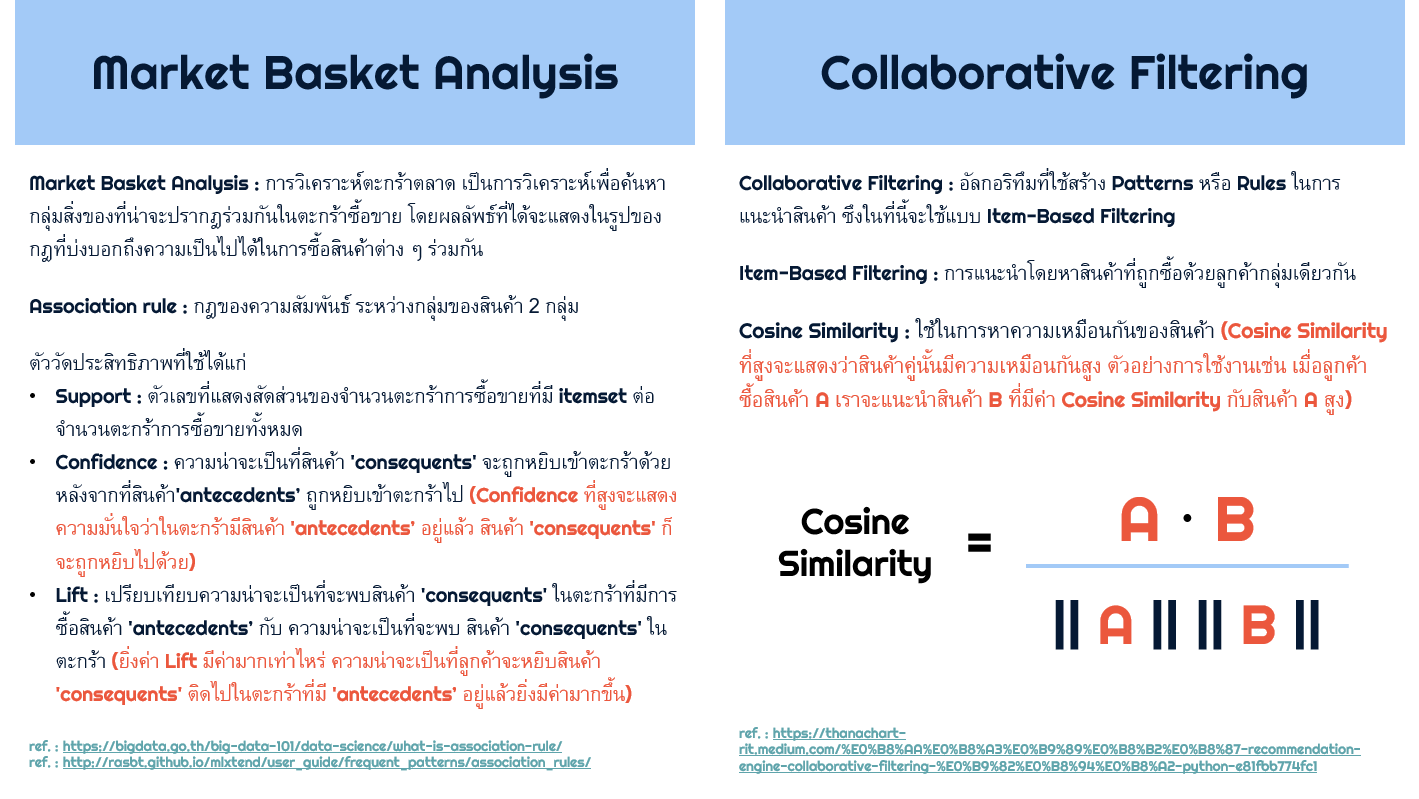 Market Basket Analysis
Market Basket Analysis : การวิเคราะห์ตะกร้าตลาด เป็นการวิเคราะห์เพื่อค้นหา
กลุ่มสิ่งของที่น่าจะปรากฎร่วมกันในตะกร้าซื้อขาย โดยผลลัพธ์ที่ได้จะแสดงในรูปของ
กฎที่บ่งบอกถึงความเป็นไปได้ในการซื้อสินค้าต่าง ๆ ร่วมกัน
Association rule : กฎของความสัมพันธ์ ระหว่างกลุ่มของสินค้า 2 กลุ่ม
ตัววัดประสิทธิภาพที่ใช้ได้แก่
• Support : ตัวเลขที่แสดงสัดส่วนของจำนวนตะกร้าการซื้อขายที่มี itemset ต่อ
จำนวนตะกร้าการซื้อขายทั้งหมด
• Confidence : ความน่าจะเป็นที่สินค้า 'consequents' จะถูกหยิบเข้าตะกร้าด้วย
หลังจากที่สินค้า'antecedents’ ถูกหยิบเข้าตะกร้าไป (Confidence ที่สูงจะแสดง
ความมั่นใจว่าในตะกร้ามีสินค้า 'antecedents’ อยู่แล้ว สินค้า 'consequents' ก็
จะถูกหยิบไปด้วย)
• Lift : เปรียบเทียบความน่าจะเป็นที่จะพบสินค้า 'consequents' ในตะกร้าที่มีการ
ซื้อสินค้า 'antecedents’ กับ ความน่าจะเป็นที่จะพบ สินค้า 'consequents' ใน
ตะกร้า (ยิ่งค่า Lift มีค่ามากเท่าไหร่ ความน่าจะเป็นที่ลูกค้าจะหยิบสินค้า
'consequents' ติดไปในตะกร้าที่มี 'antecedents’ อยู่แล้วยิ่งมีค่ามากขึ้น)
ref. : https://bigdata.go.th/big-data-101/data-science/what-is-association-rule/
ref. : http://rasbt.github.io/mlxtend/user_guide/frequent_patterns/association_rules/
Collaborative Filtering
Collaborative Filtering : อัลกอริทึมที่ใช้สร้าง Patterns หรือ Rules ในการ
แนะนำสินค้า ซึงในที่นี้จะใช้แบบ Item-Based Filtering
Item-Based Filtering : การแนะนำโดยหาสินค้าที่ถูกซื้อด้วยลูกค้ากลุ่มเดียวกัน
Cosine Similarity : ใช้ในการหาความเหมือนกันของสินค้า (Cosine Similarity
ที่สูงจะแสดงว่าสินค้าคู่นั้นมีความเหมือนกันสูง ตัวอย่างการใช้งานเช่น เมื่อลูกค้า
ซื้อสินค้า A เราจะแนะนำสินค้า B ที่มีค่า Cosine Similarity กับสินค้า A สูง)
Cosine
Similarity
=
A · B
|| A || || B ||
ref. : https://thanachart-
rit.medium.com/%E0%B8%AA%E0%B8%A3%E0%B9%89%E0%B8%B2%E0%B8%87-recommendation-
engine-collaborative-filtering-%E0%B9%82%E0%B8%94%E0%B8%A2-python-e81fbb774fc1